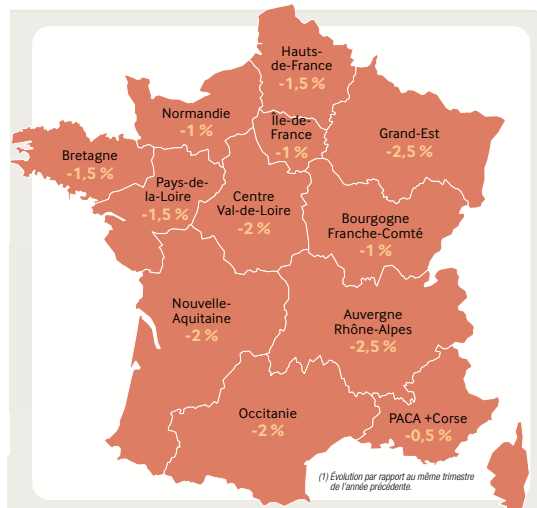 Hauts-
de-France
-1,5 %
Normandie
-1 %
Île-de-
France
-1 %
Grand-Est
-2,5 %
Bretagne
-1,5 %
Pays-de-
la-Loire
-1,5 %
Centre
Val-de-Loire
-2 %
Bourgogne
Franche-Comté
-1 %
Nouvelle-
Aquitaine
-2 %
Auvergne
Rhône-Alpes
-2,5 %
Occitanie
-2 %
PACA +Corse
-0,5 %
(1) Évolution par rapport au même trimestre
de l'année précédente.